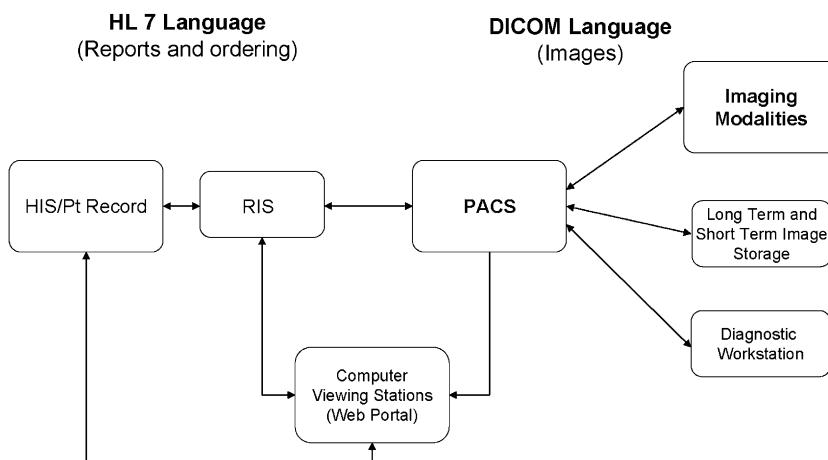 HL 7 Language
(Reports and ordering)
DICOM Language
(Images)
Imaging
Modalities
HIS/Pt Record
RIS
PACS
Long Term and
Short Term Image
Storage
Diagnostic
Workstation
Computer
Viewing Stations
(Web Portal)